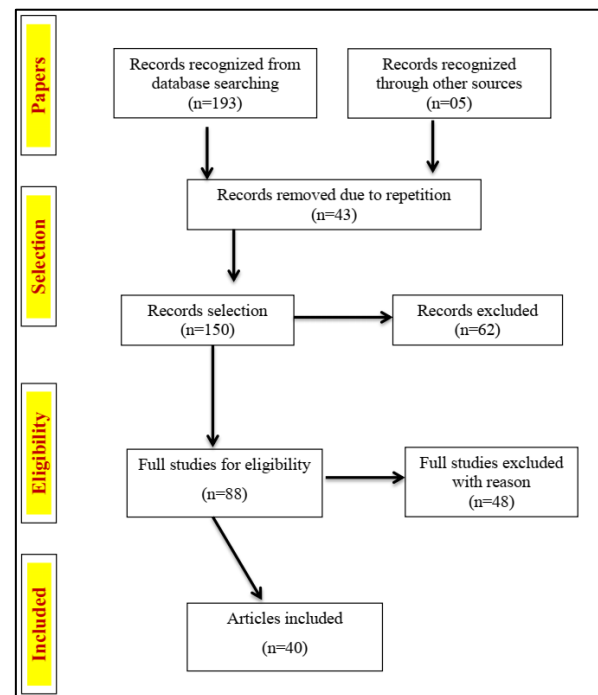 Papers
Records recognized from
database searching
(n=193)
Records recognized
through other sources
(n=05)
Selection
Records removed due to repetition
(n=43)
Records selection
(n=150)
Records excluded
(n=62)
Eligibility
Full studies for eligibility
(n=88)
Full studies excluded
with reason
(n=48)
Included
Articles included
(n=40)